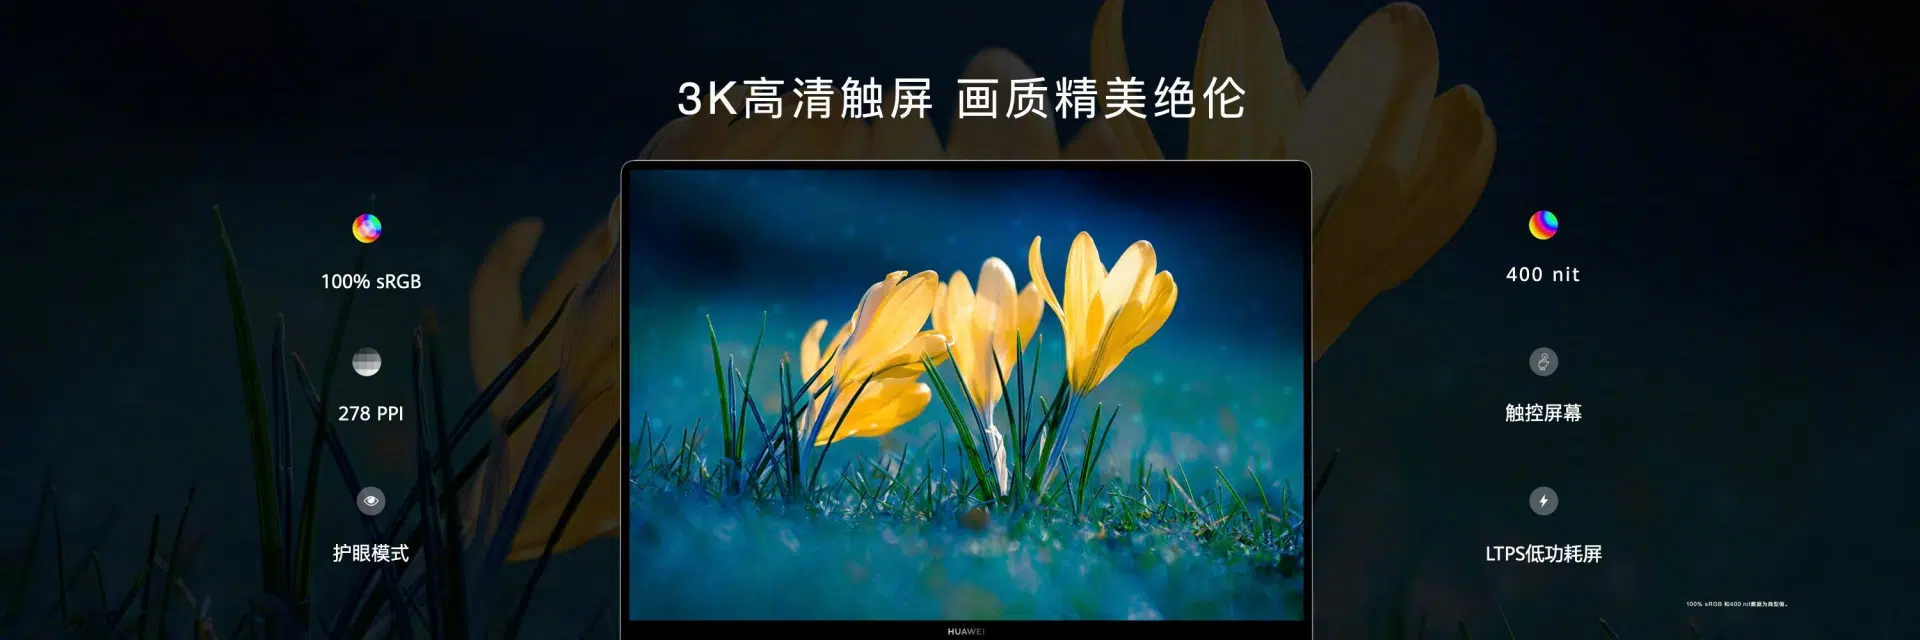 3K高清触屏 画质精美绝伦
100% sRGB
278 PPI
护眼模式
400 nit
触控屏幕
LTPS低功耗屏
100% sRGB 和400 nit数据为典型值。
HUAWEI